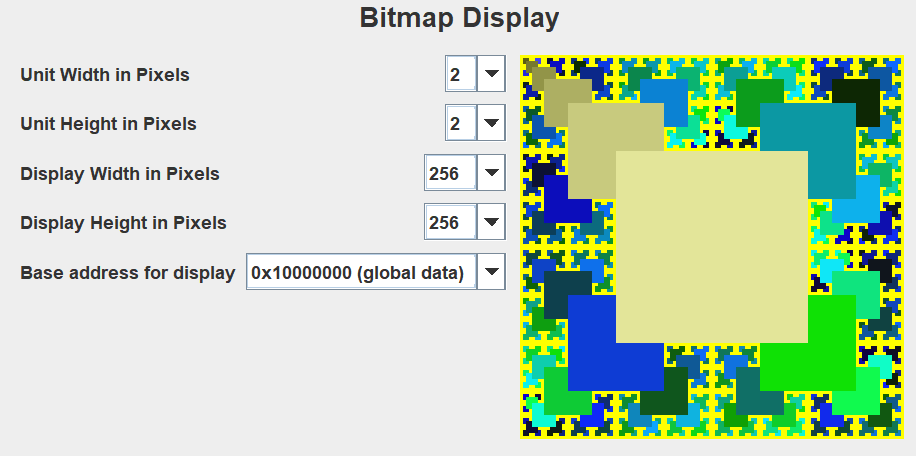 Bitmap Display
Unit Width in Pixels 2
Unit Height in Pixels 2
Display Width in Pixels 256
Display Height in Pixels 256
Base address for display 0x10000000 (global data)